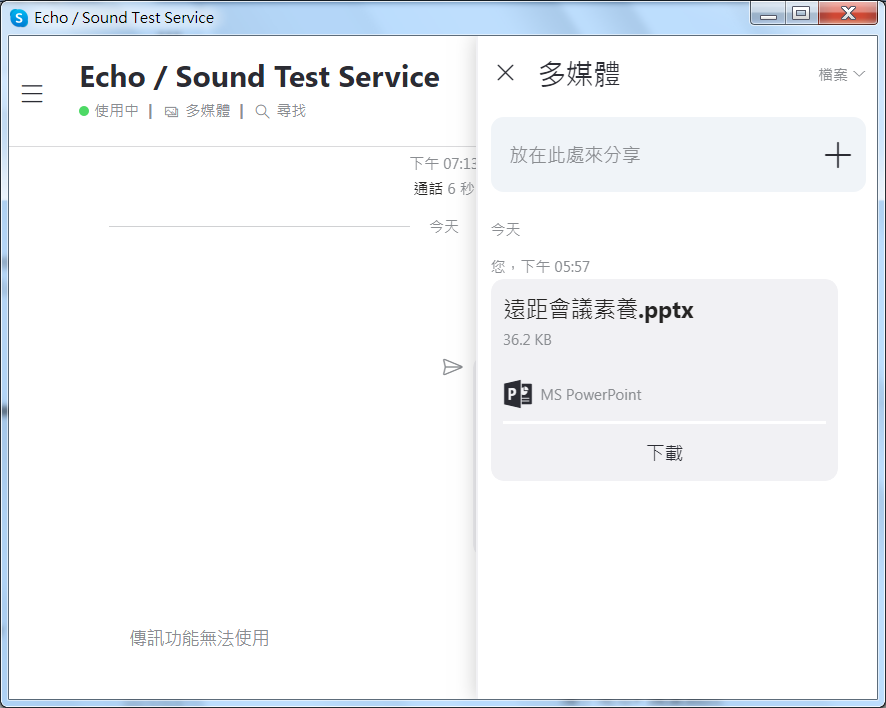 Echo / Sound Test Service
Echo / Sound Test Service
使用中 | 多媒體 | 尋找
下午 07:13
通話 6 秒
今天
傳訊功能無法使用
多媒體
檔案
放在此處來分享
今天
您，下午 05:57
遠距會議素養.pptx
36.2 KB
MS PowerPoint
下載